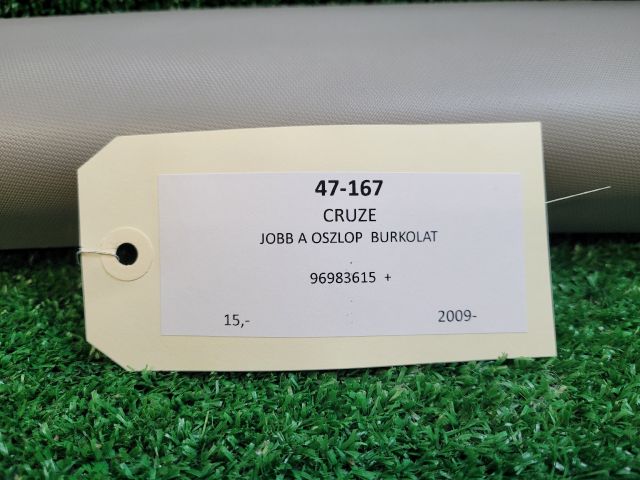 47-167
CRUZE
JOBB A OSZLOP BURKOLAT
96983615 +
15,- 2009-